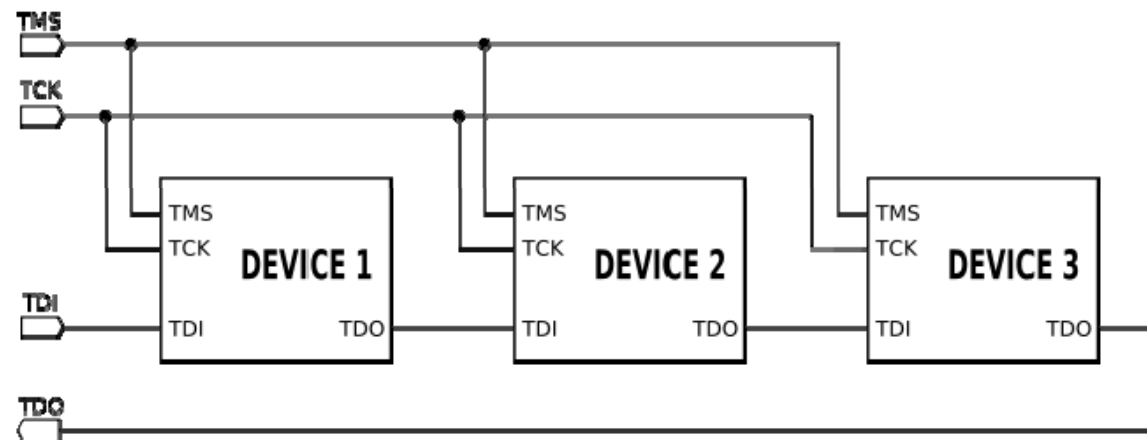 TMS
TCK
TMS
TCK
DEVICE 1
TDI
TDO
TMS
TCK
DEVICE 2
TDI
TDO
TMS
TCK
DEVICE 3
TDI
TDO
TDI
TDO